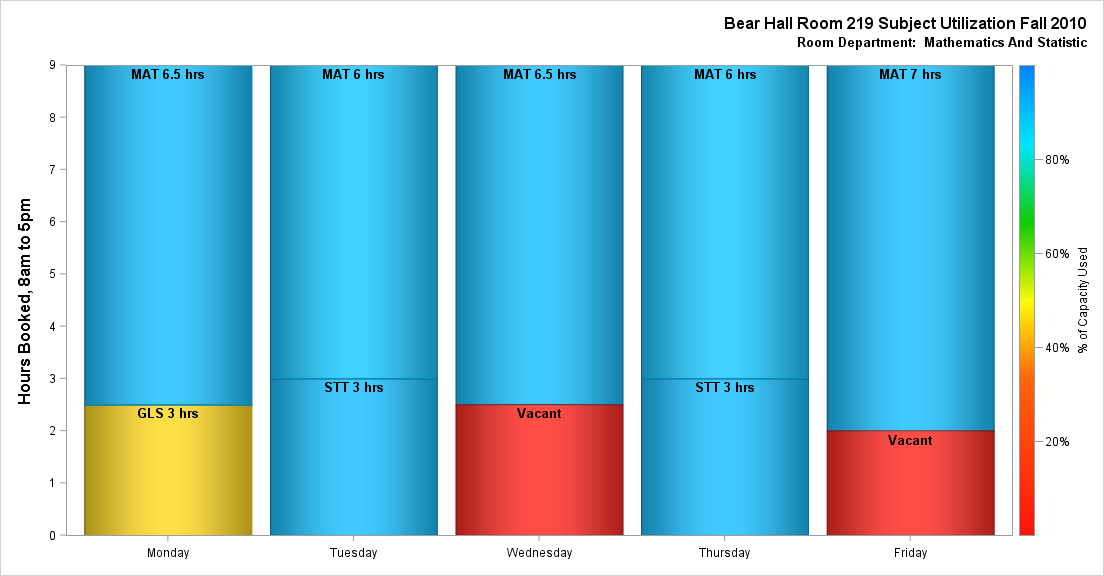 Bear Hall Room 219 Subject Utilization Fall 2010
Room Department:  Mathematics And Statistic
Hours Booked, 8am to 5pm
9
8
7
6
5
4
3
2
1
0
MAT 6.5 hrs
MAT 6 hrs
MAT 6.5 hrs
MAT 6 hrs
MAT 7 hrs
GLS 3 hrs
STT 3 hrs
Vacant
STT 3 hrs
Vacant
Monday
Tuesday
Wednesday
Thursday
Friday
80%
60%
40%
20%
% of Capacity Used